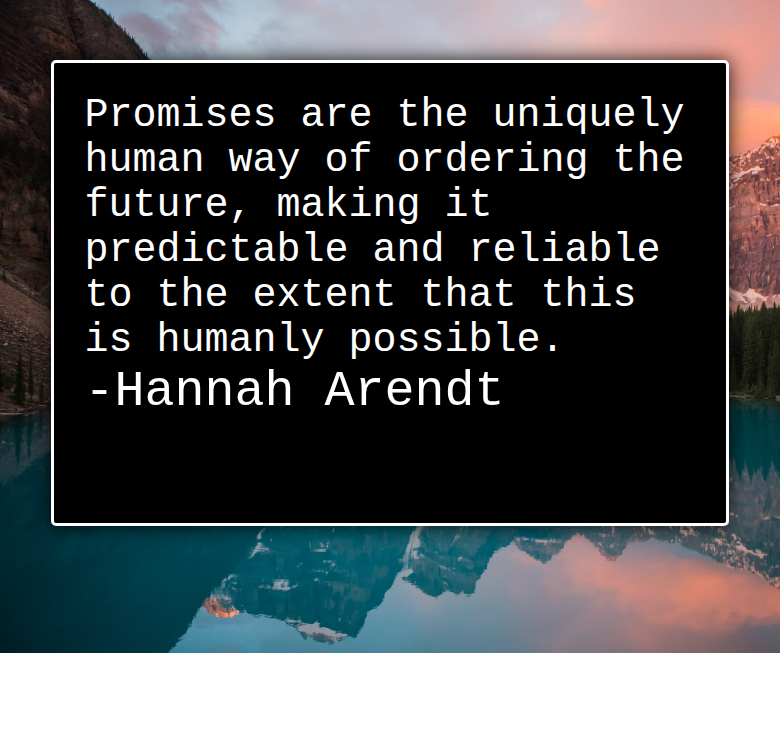 Promises are the uniquely
human way of ordering the
future, making it
predictable and reliable
to the extent that this
is humanly possible.
-Hannah Arendt